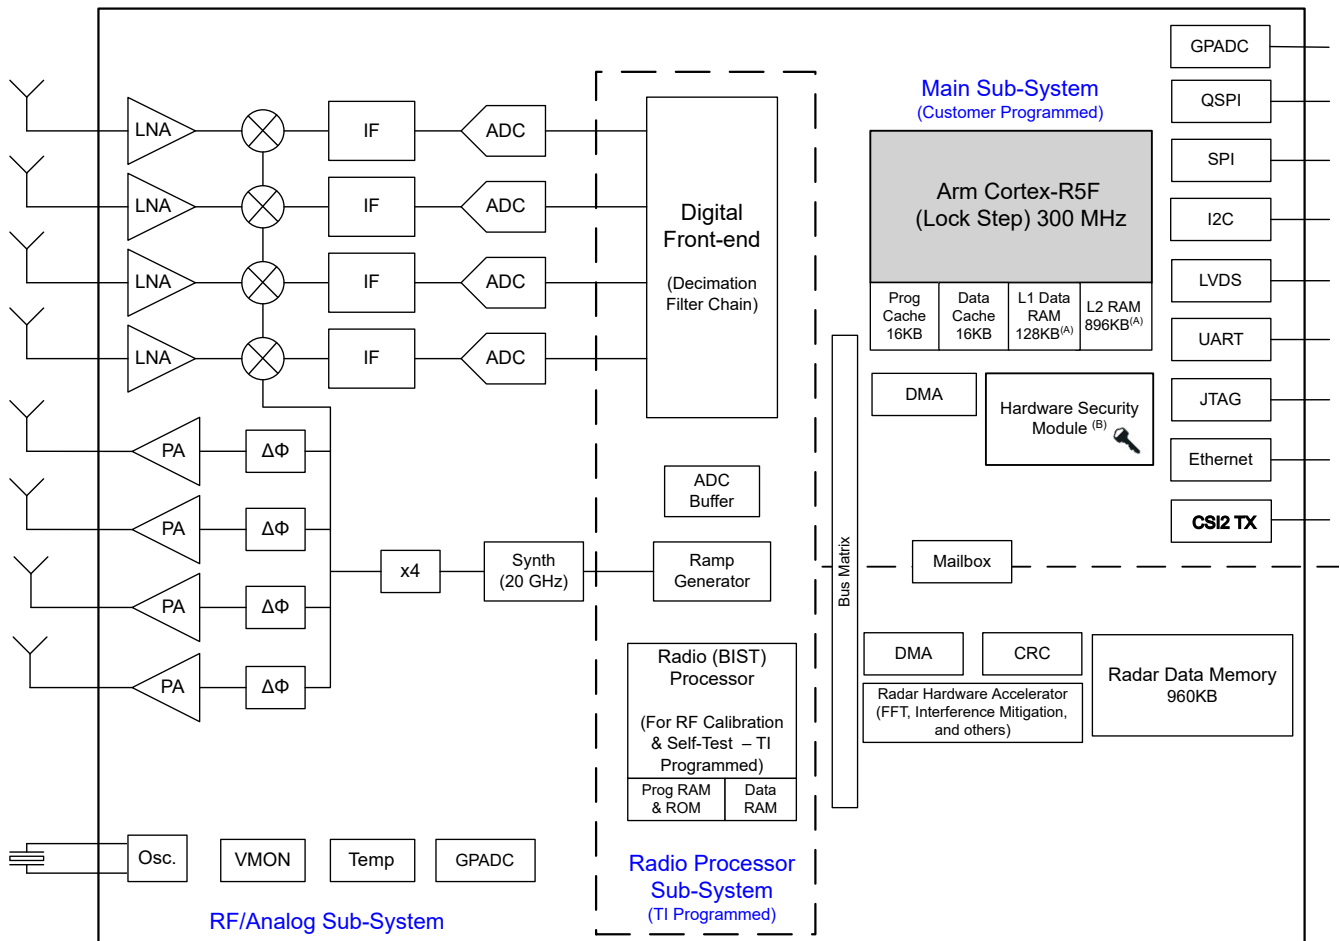 LNA
IF
ADC
LNA
IF
ADC
LNA
IF
ADC
LNA
IF
ADC
PA
ΔΦ
PA
ΔΦ
PA
ΔΦ
PA
ΔΦ
x4
Synth
(20 GHz)
Osc.
VMON
Temp
GPADC
RF/Analog Sub-System
Digital
Front-end
(Decimation
Filter Chain)
ADC
Buffer
Ramp
Generator
Radio (BIST)
Processor
(For RF Calibration
& Self-Test – TI
Programmed)
Prog RAM
& ROM
Data
RAM
Radio Processor
Sub-System
(TI Programmed)
Bus Matrix
Main Sub-System
(Customer Programmed)
Arm Cortex-R5F
(Lock Step) 300 MHz
Prog
Cache
16KB
Data
Cache
16KB
L1 Data
RAM
128KB(A)
L2 RAM
896KB(A)
DMA
Hardware Security
Module (B)
Mailbox
DMA
CRC
Radar Hardware Accelerator
(FFT, Interference Mitigation,
and others)
Radar Data Memory
960KB
GPADC
QSPI
SPI
I2C
LVDS
UART
JTAG
Ethernet
CSI2 TX